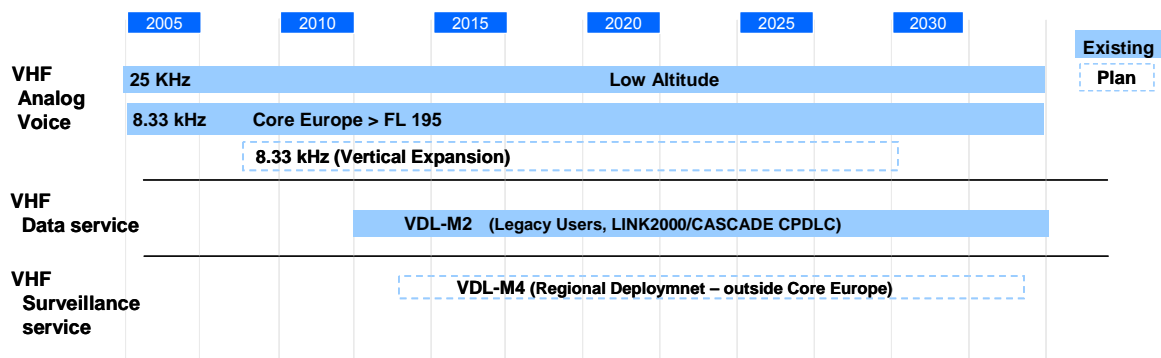 2005 2010 2015 2020 2025 2030
Existing
Plan
VHF
Analog
Voice
25 KHz Low Altitude
8.33 kHz Core Europe > FL 195
8.33 kHz (Vertical Expansion)
VHF
Data service
VDL-M2 (Legacy Users, LINK2000/CASCADE CPDLC)
VHF
Surveillance
service
VDL-M4 (Regional Deploymnet – outside Core Europe)